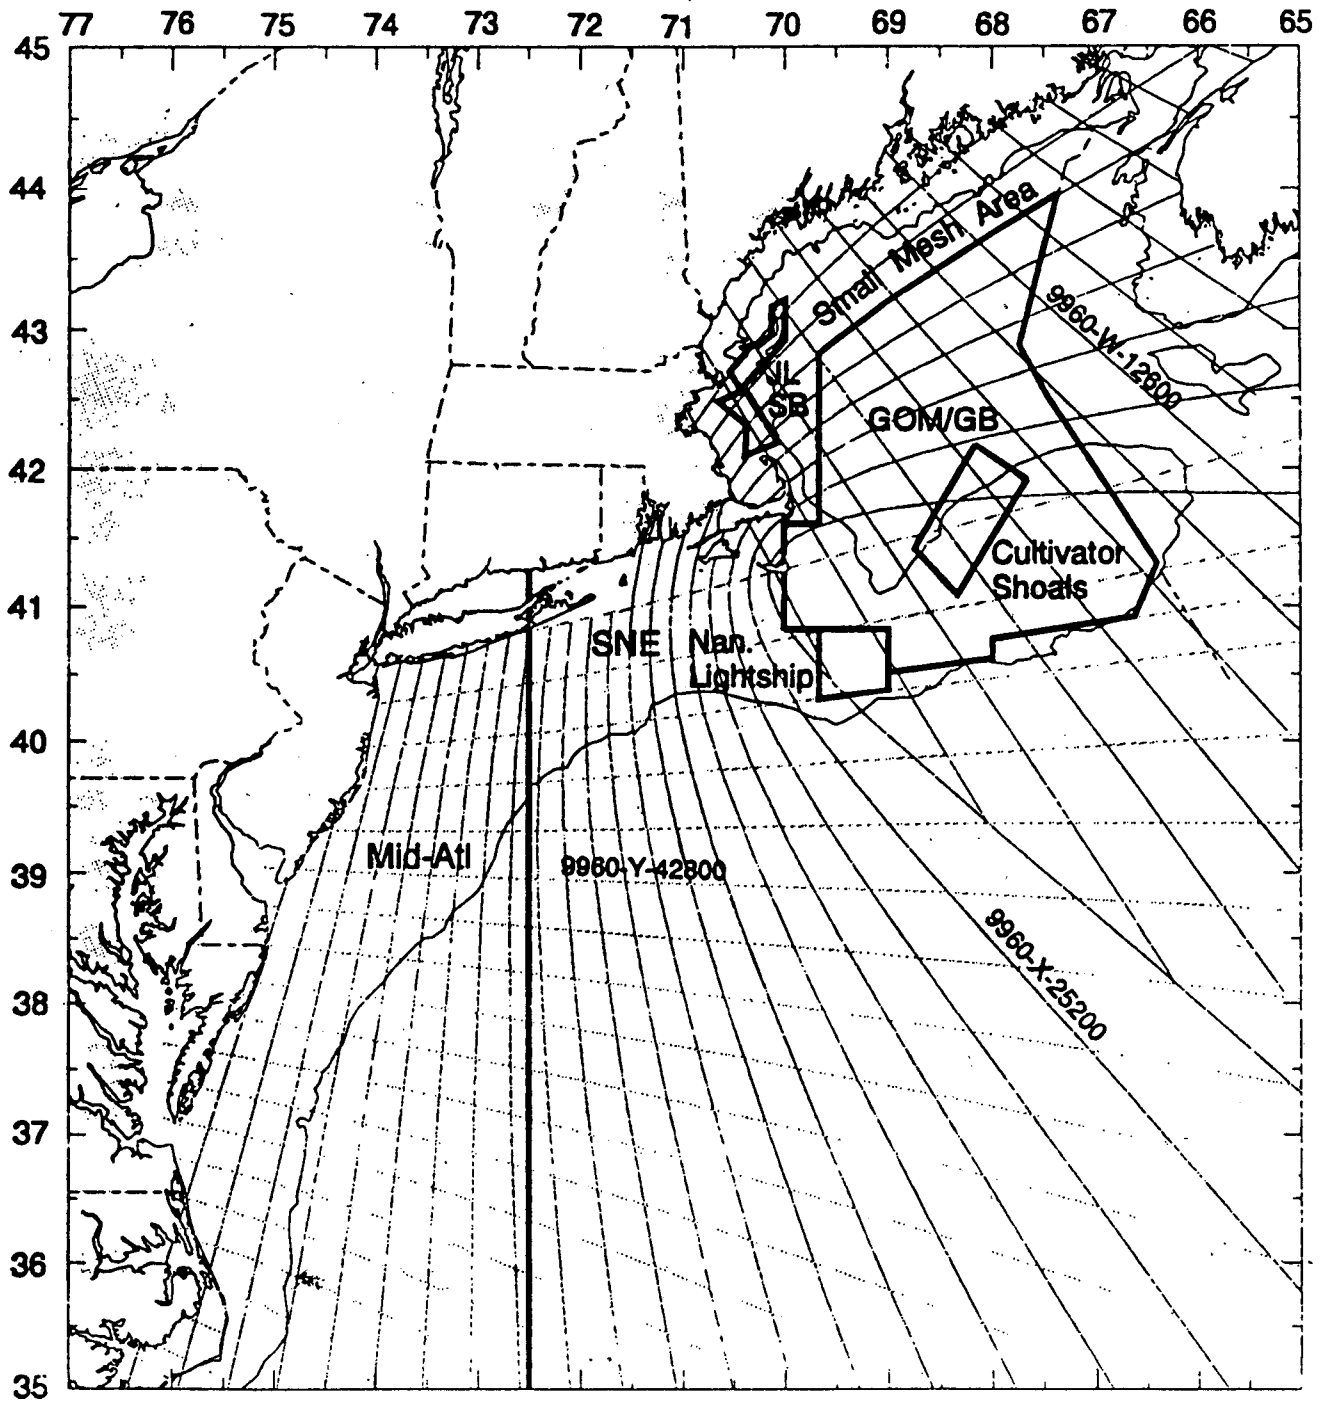 77 76 75 74 73 72 71 70 69 68 67 66 65
45
44
43
42
41
40
39
38
37
36
35
Small Mesh Area
9960-W-12600
JL
SB
GOM/GB
Cultivator
Shoals
SNE
Nan.
Lightship
Mid-Atl
9960-Y-42800
9960-X-25200